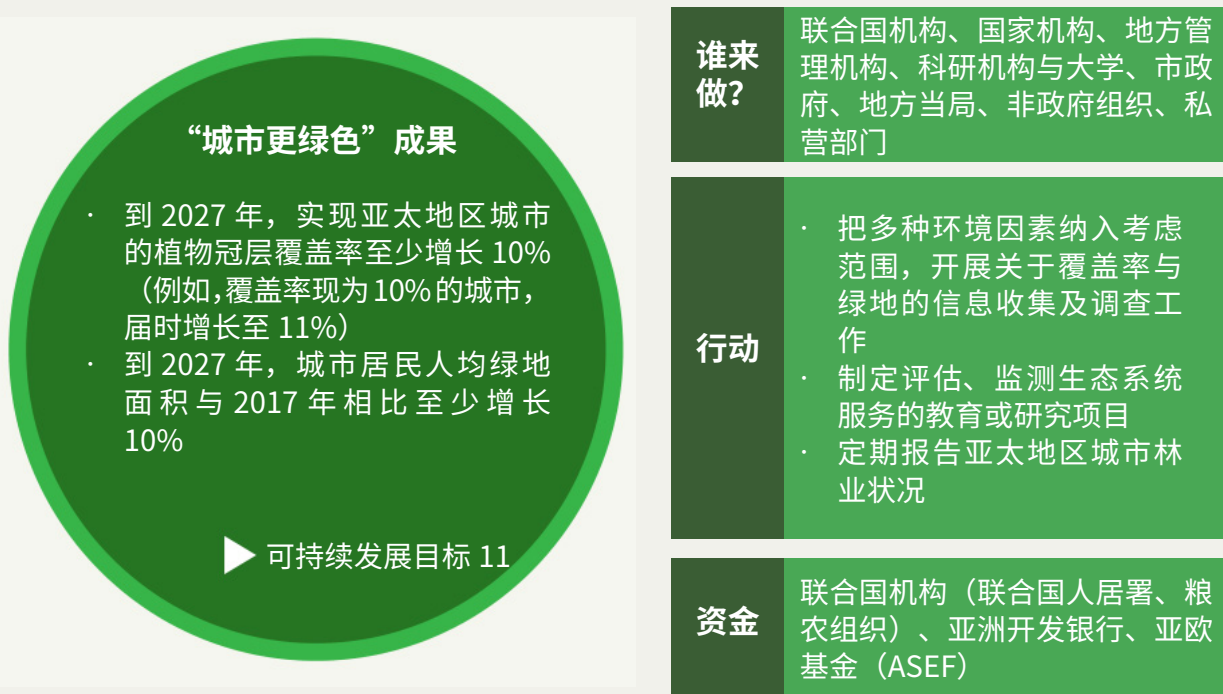 “城市更绿色”成果
· 到 2027 年，实现亚太地区城市
的植物冠层覆盖率至少增长 10%
（例如，覆盖率现为 10% 的城市，
届时增长至 11%）
· 到 2027 年，城市居民人均绿地
面积与 2017 年相比至少增长
10%
▶ 可持续发展目标 11
谁来
做？
联合国机构、国家机构、地方管
理机构、科研机构与大学、市政
府、地方当局、非政府组织、私
营部门
行动
· 把多种环境因素纳入考虑
范围，开展关于覆盖率与
绿地的信息收集及调查工
作
· 制定评估、监测生态系统
服务的教育或研究项目
· 定期报告亚太地区城市林
业状况
资金
联合国机构（联合国人居署、粮
农组织）、亚洲开发银行、亚欧
基金（ASEF）